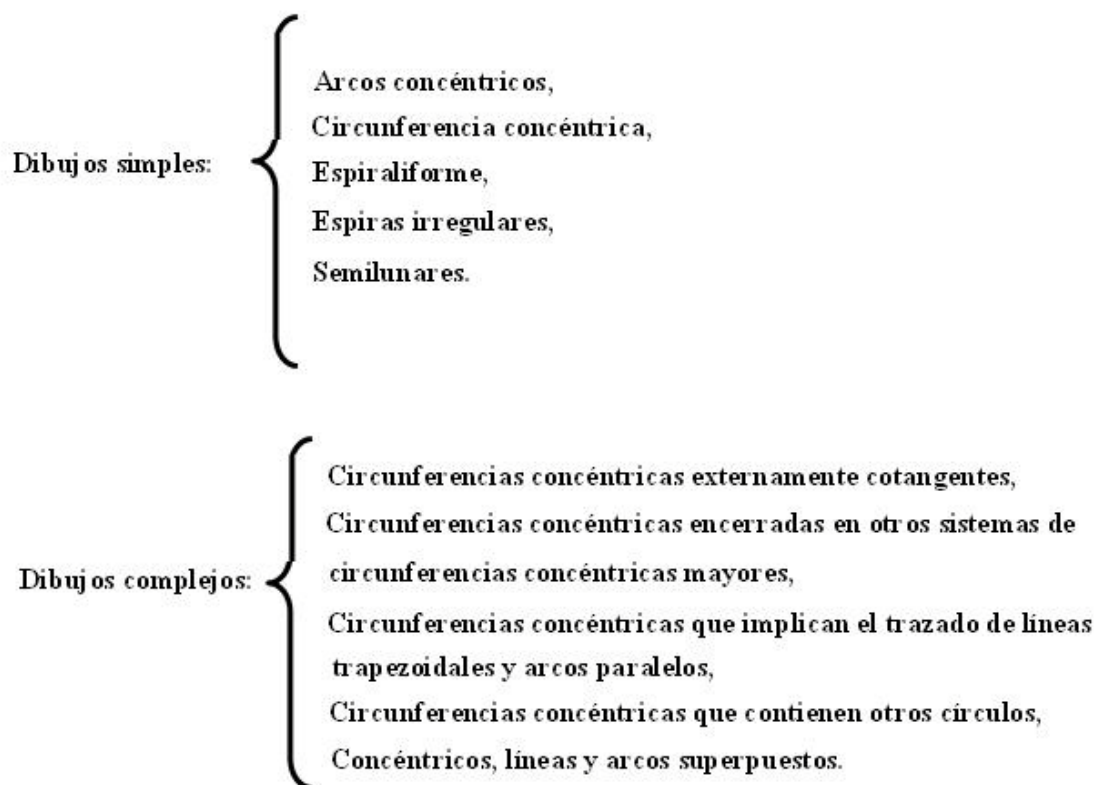 Dibujos simples:
Arcos concéntricos,
Circunferencia concéntrica,
Espiraliforme,
Espiras irregulares,
Semilunares.
Dibujos complejos:
Circunferencias concéntricas externamente cotangentes,
Circunferencias concéntricas encerradas en otros sistemas de
circunferencias concéntricas mayores,
Circunferencias concéntricas que implican el trazado de líneas
trapezoidales y arcos paralelos,
Circunferencias concéntricas que contienen otros círculos,
Concéntricos, líneas y arcos superpuestos.